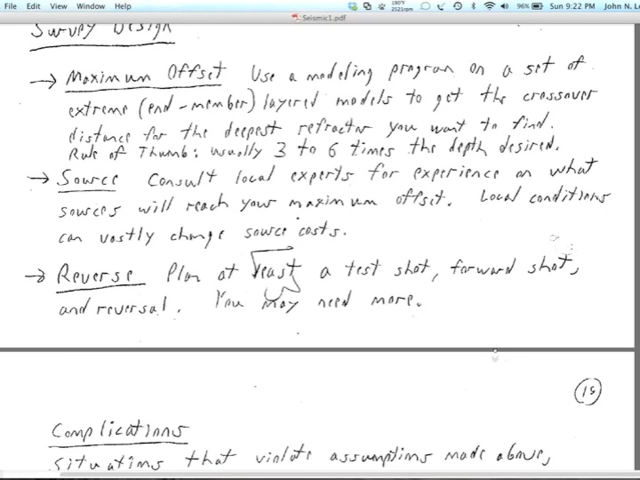 File Edit View Window Help
96% Sun 9:22 PM John N. L
Seismic1.pdf
Survey Design
→ Maximum Offset Use a modeling program on a set of
extreme (end-member) layered models to get the crossover
distance for the deepest refractor you want to find.
Rule of Thumb: usually 3 to 6 times the depth desired.
→ Source Consult local experts for experience on what
sources will reach your maximum offset. Local conditions
can vastly change source costs.
→ Reverse Plan at least a test shot, forward shot,
and reversal. You may need more.
15
Complications
Situations that violate assumptions made above,